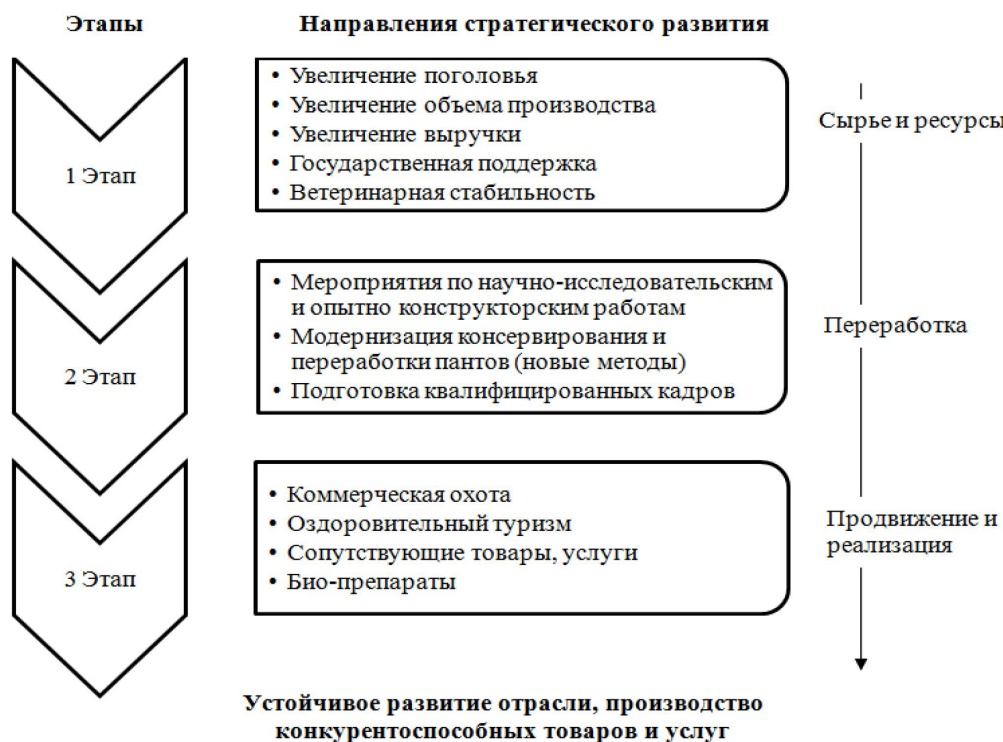 Этапы
Направления стратегического развития
1 Этап
• Увеличение поголовья
• Увеличение объема производства
• Увеличение выручки
• Государственная поддержка
• Ветеринарная стабильность
Сырье и ресурсы
2 Этап
• Мероприятия по научно-исследовательским
и опытно конструкторским работам
• Модернизация консервирования и
переработки пантов (новые методы)
• Подготовка квалифицированных кадров
Переработка
3 Этап
• Коммерческая охота
• Оздоровительный туризм
• Сопутствующие товары, услуги
• Био-препараты
Продвижение и
реализация
Устойчивое развитие отрасли, производство
конкурентоспособных товаров и услуг